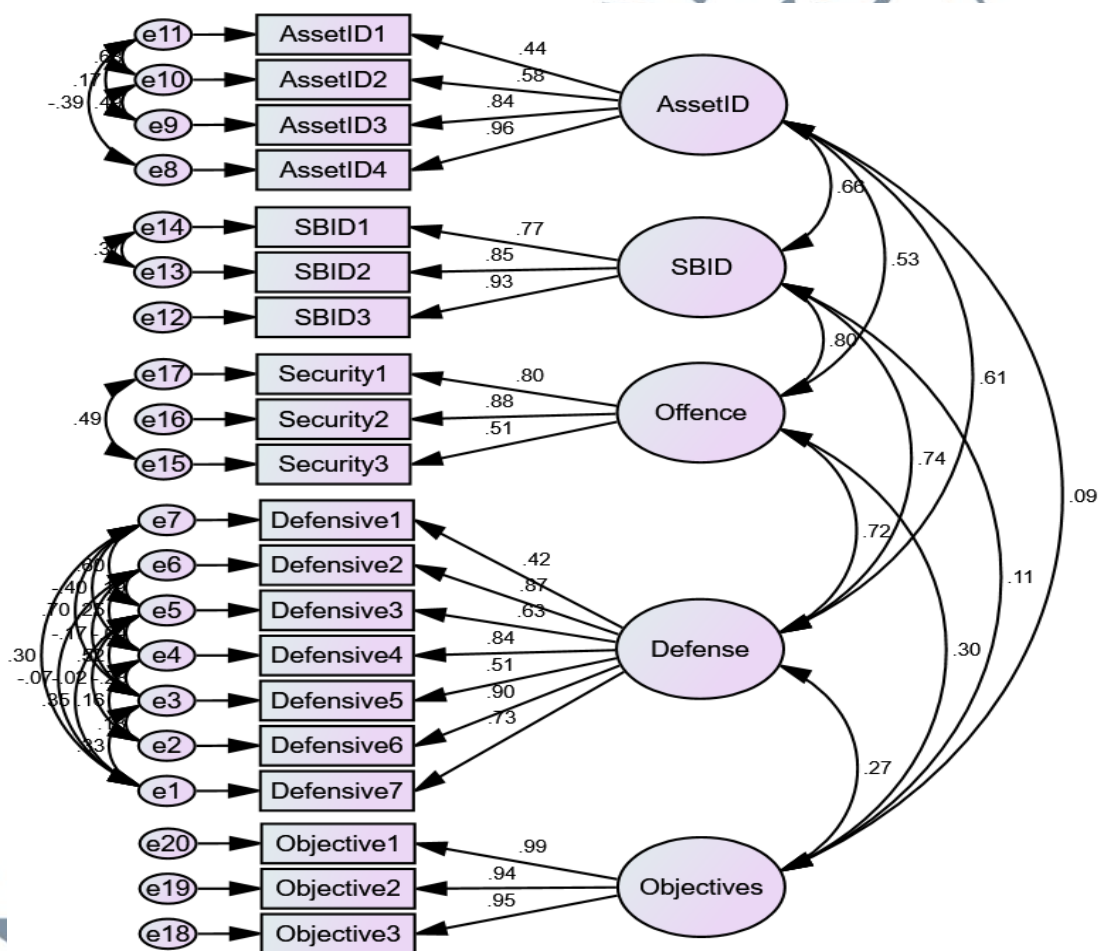 e11 AssetID1
.44
e10 AssetID2
.58
AssetID
.17
-.39
e9 AssetID3
.84
e8 AssetID4
.96
.66
e14 SBID1
.77
e13 SBID2
.85
SBID
.53
e12 SBID3
.93
.80
.61
e17 Security1
.80
.49
e16 Security2
.88
Offence
e15 Security3
.51
.74
.09
e7 Defensive1
.42
.72
e6 Defensive2
.87
.60
.11
-.40
e5 Defensive3
.63
.70
.25
-.17
e4 Defensive4
.84
Defense
.30
.30
.52
-.07
.02
e3 Defensive5
.51
.35
.16
e2 Defensive6
.90
.33
e1 Defensive7
.73
.27
e20 Objective1
.99
e19 Objective2
.94
Objectives
e18 Objective3
.95